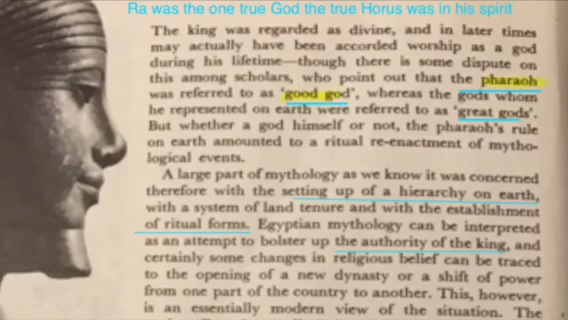 Ra was the one true God the true Horus was in his spirit
The king was regarded as divine, and in later times
may actually have been accorded worship as a god
during his lifetime—though there is some dispute on
this among scholars, who point out that the pharaoh
was referred to as 'good god', whereas the gods whom
he represented on earth were referred to as 'great gods'.
But whether a god himself or not, the pharaoh's rule
on earth amounted to a ritual re-enactment of mytho-
logical events.
A large part of mythology as we know it was concerned
therefore with the setting up of a hierarchy on earth,
with a system of land tenure and with the establishment
of ritual forms. Egyptian mythology can be interpreted
as an attempt to bolster up the authority of the king, and
certainly some changes in religious belief can be traced
to the opening of a new dynasty or a shift of power
from one part of the country to another. This, however,
is an essentially modern view of the situation. The